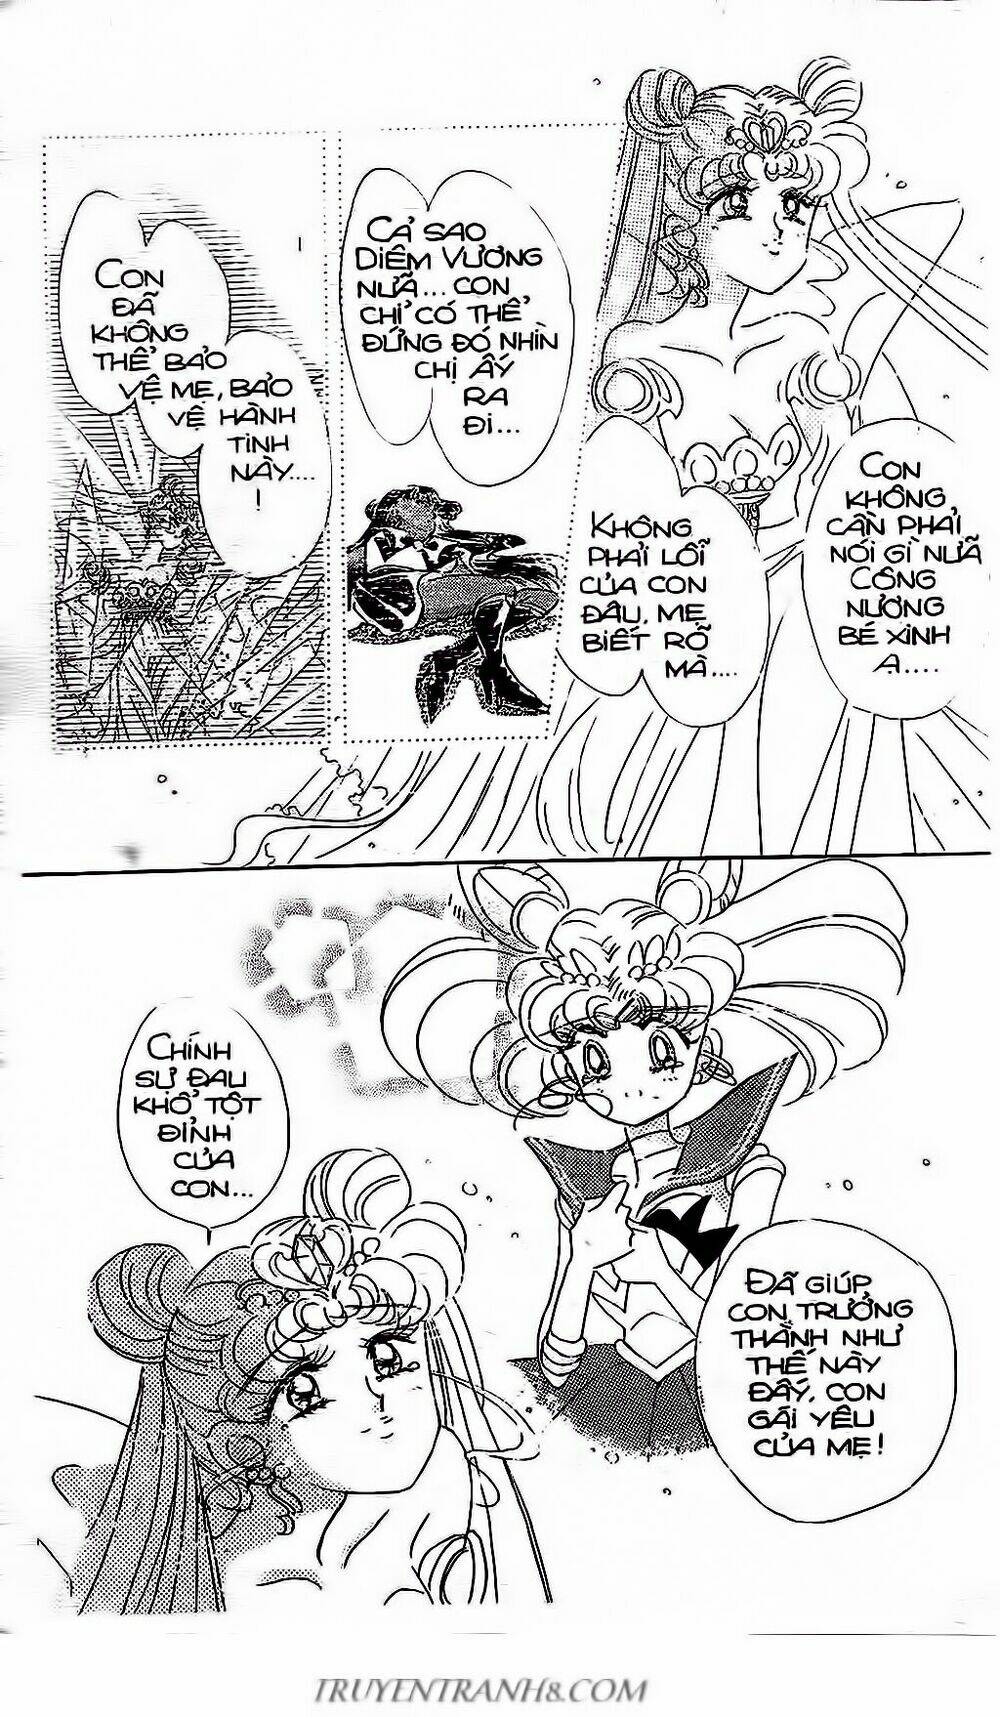 CON
ĐÃ
KHÔNG
THỂ BẢO
VỆ MẸ, BẢO
VỆ HÀNH
TINH
NÀY....
!
CẢ SAO
DIÊM VƯƠNG
NỮA... CON
CHỈ CÓ THỂ
ĐỨNG ĐÓ NHÌN
CHỊ ẤY
RA
ĐI...
KHÔNG
PHẢI LỖI
CỦA CON
ĐÂU, MẸ
BIẾT RÕ
MÀ....
CON
KHÔNG
CẦN PHẢI
NÓI GÌ NỮA
CÔNG
NƯƠNG
BÉ XINH
Ạ....
CHÍNH
SỰ ĐAU
KHỔ TỘT
ĐỈNH
CỦA
CON...
ĐÃ GIÚP
CON TRƯỞNG
THÀNH NHƯ
THẾ NÀY
ĐẤY, CON
GÁI YÊU
CỦA MẸ!
TRUYENTRANH8.COM